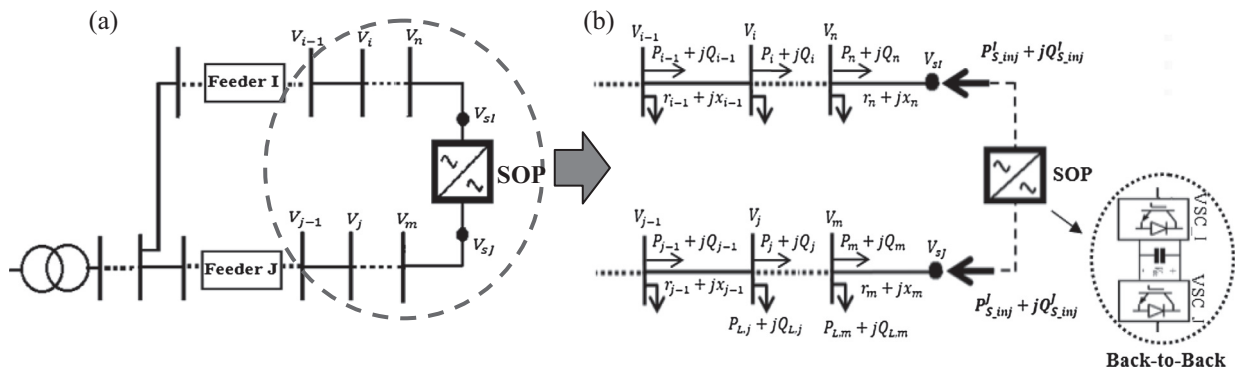 (a)
V_{i-1} V_i V_n
Feeder I
V_{sI}
SOP
V_{j-1} V_j V_m
Feeder J
V_{sJ}
(b)
V_{i-1} V_i V_n
P_{i-1} + jQ_{i-1} P_i + jQ_i P_n + jQ_n
V_{sI}
P^I_{S_inj} + jQ^I_{S_inj}
r_{i-1} + jx_{i-1} r_n + jx_n
SOP
V_{j-1} V_j V_m
P_{j-1} + jQ_{j-1} P_j + jQ_j P_m + jQ_m
V_{sJ}
r_{j-1} + jx_{j-1} r_m + jx_m
P^J_{S_inj} + jQ^J_{S_inj}
P_{L,j} + jQ_{L,j} P_{L,m} + jQ_{L,m}
VSC_I
VSC_J
Back-to-Back